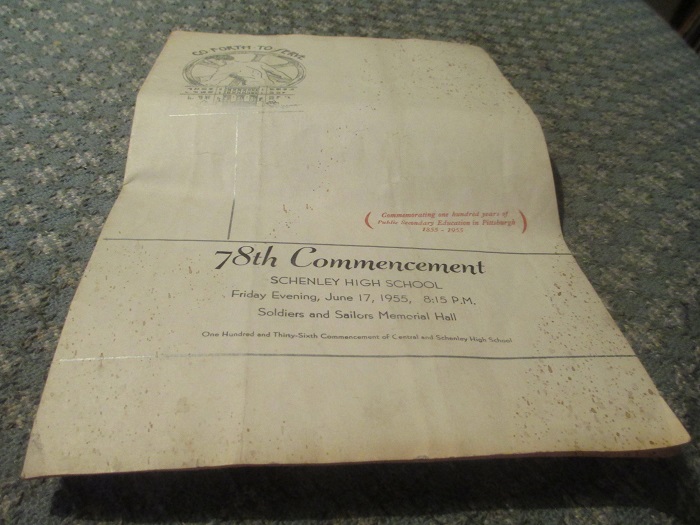 GO FORTH TO SERVE
(Commemorating one hundred years of
Public Secondary Education in Pittsburgh
1855 - 1955)
78th Commencement
SCHENLEY HIGH SCHOOL
Friday Evening, June 17, 1955, 8:15 P.M.
Soldiers and Sailors Memorial Hall
One Hundred and Thirty-Sixth Commencement of Central and Schenley High School